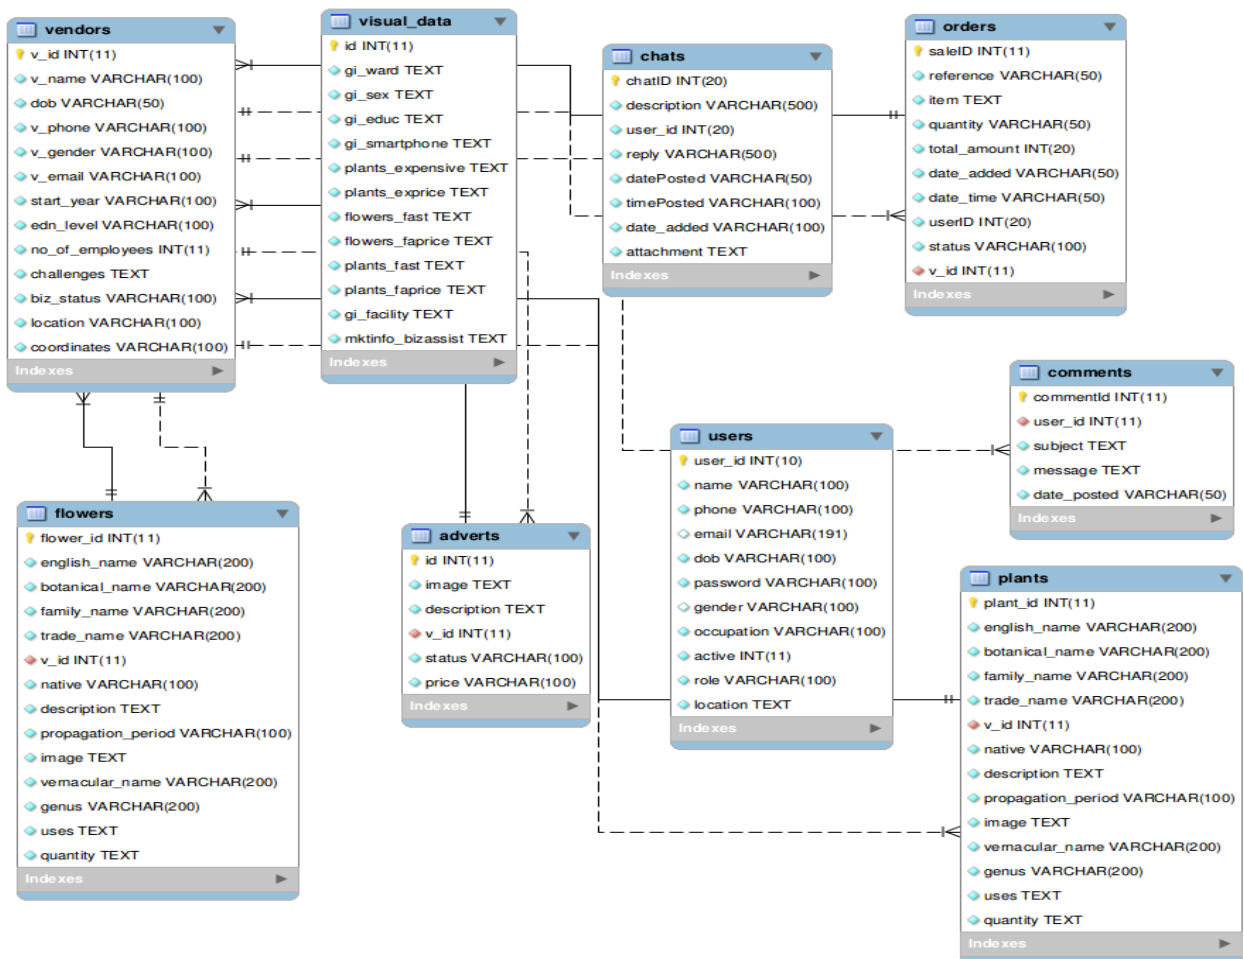 vendors
v_id INT(11)
v_name VARCHAR(100)
dob VARCHAR(50)
v_phone VARCHAR(100)
v_gender VARCHAR(100)
v_email VARCHAR(100)
start_year VARCHAR(100)
edn_level VARCHAR(100)
no_of_employees INT(11)
challenges TEXT
biz_status VARCHAR(100)
location VARCHAR(100)
coordinates VARCHAR(100)
Indexes
visual_data
id INT(11)
gi_ward TEXT
gi_sex TEXT
gi_educ TEXT
gi_smartphone TEXT
plants_expensive TEXT
plants_exprice TEXT
flowers_fast TEXT
flowers_faprice TEXT
plants_fast TEXT
plants_faprice TEXT
gi_facility TEXT
mktinfo_bizassist TEXT
Indexes
chats
chatID INT(20)
description VARCHAR(500)
user_id INT(20)
reply VARCHAR(500)
datePosted VARCHAR(50)
timePosted VARCHAR(100)
date_added VARCHAR(100)
attachment TEXT
Indexes
orders
saleID INT(11)
reference VARCHAR(50)
item TEXT
quantity VARCHAR(50)
total_amount INT(20)
date_added VARCHAR(50)
date_time VARCHAR(50)
userID INT(20)
status VARCHAR(100)
v_id INT(11)
Indexes
comments
commentId INT(11)
user_id INT(11)
subject TEXT
message TEXT
date_posted VARCHAR(50)
Indexes
users
user_id INT(10)
name VARCHAR(100)
phone VARCHAR(100)
email VARCHAR(191)
dob VARCHAR(100)
password VARCHAR(100)
gender VARCHAR(100)
occupation VARCHAR(100)
active INT(11)
role VARCHAR(100)
location TEXT
Indexes
flowers
flower_id INT(11)
english_name VARCHAR(200)
botanical_name VARCHAR(200)
family_name VARCHAR(200)
trade_name VARCHAR(200)
v_id INT(11)
native VARCHAR(100)
description TEXT
propagation_period VARCHAR(100)
image TEXT
vernacular_name VARCHAR(200)
genus VARCHAR(200)
uses TEXT
quantity TEXT
Indexes
adverts
id INT(11)
image TEXT
description TEXT
v_id INT(11)
status VARCHAR(100)
price VARCHAR(100)
Indexes
plants
plant_id INT(11)
english_name VARCHAR(200)
botanical_name VARCHAR(200)
family_name VARCHAR(200)
trade_name VARCHAR(200)
v_id INT(11)
native VARCHAR(100)
description TEXT
propagation_period VARCHAR(100)
image TEXT
vernacular_name VARCHAR(200)
genus VARCHAR(200)
uses TEXT
quantity TEXT
Indexes